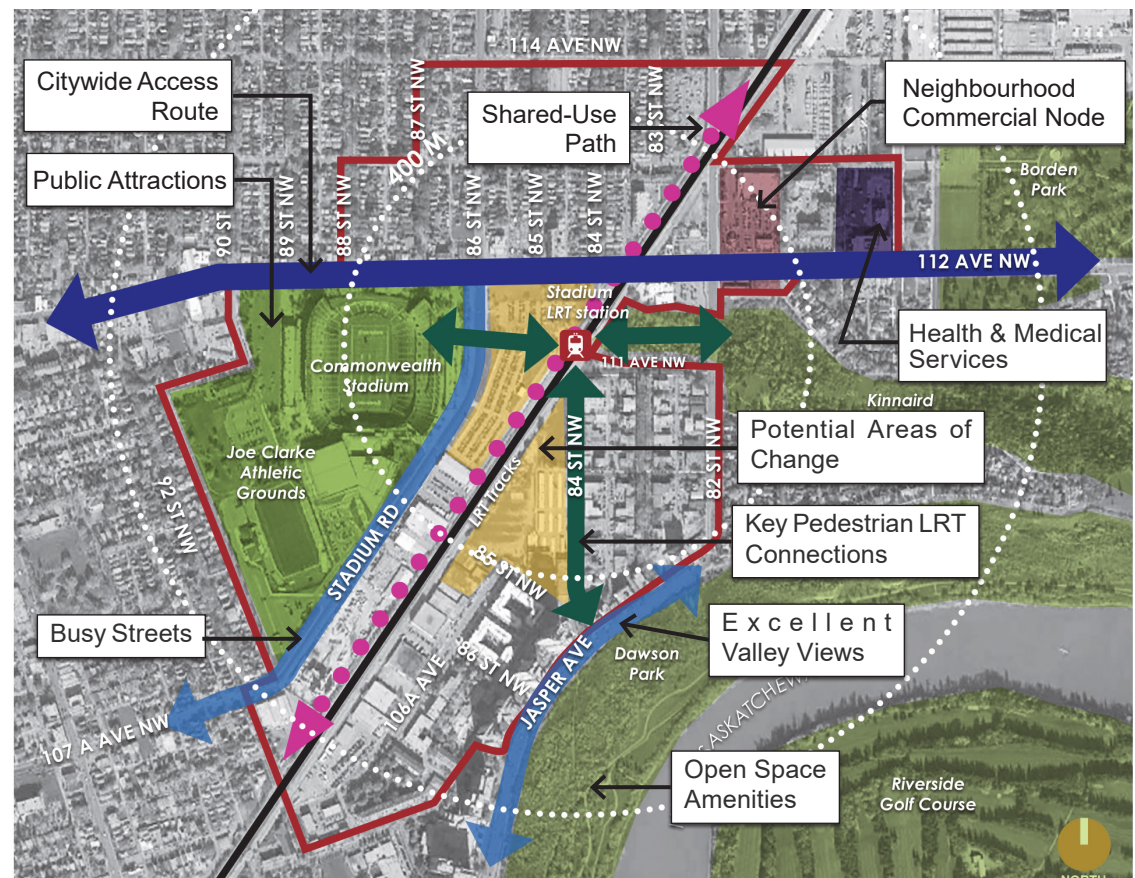 114 AVE NW
Citywide Access
Route
87 ST NW
Shared-Use
Path
83 ST NW
Neighbourhood
Commercial Node
400 M
Public Attractions
Borden
Park
90 ST
89 ST NW
88 ST NW
86 ST NW
85 ST NW
84 ST NW
112 AVE NW
Stadium
LRT station
Health & Medical
Services
111 AVE NW
Commonwealth
Stadium
Kinnaird
Potential Areas of
Change
Joe Clarke
Athletic
Grounds
84 ST NW
82 ST NW
LRT Tracks
92 ST NW
Key Pedestrian LRT
Connections
STADIUM RD
85 ST NW
Busy Streets
Excellent
Valley Views
Dawson
Park
86 ST NW
JASPER AVE
106A AVE
107 A AVE NW
SASKATCHEW
Open Space
Amenities
Riverside
Golf Course
NORTH